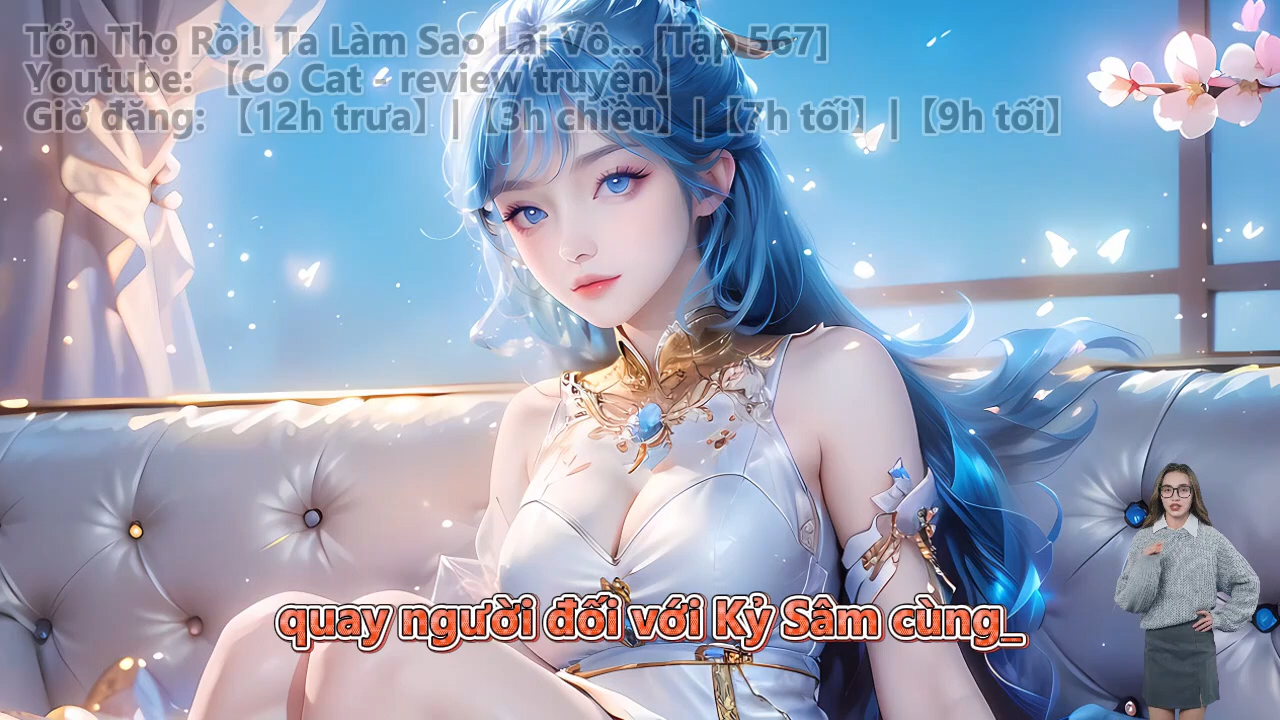 Tổn Thọ Rồi! Ta Làm Sao Lại Vô... [Tập 567]
Youtube: 【Cо Cat - review truyện】
Giờ đăng: 【12h trưa】 | 【3h chiều】 | 【7h tối】 | 【9h tối】
quay người đối với Kỷ Sâm cùng_